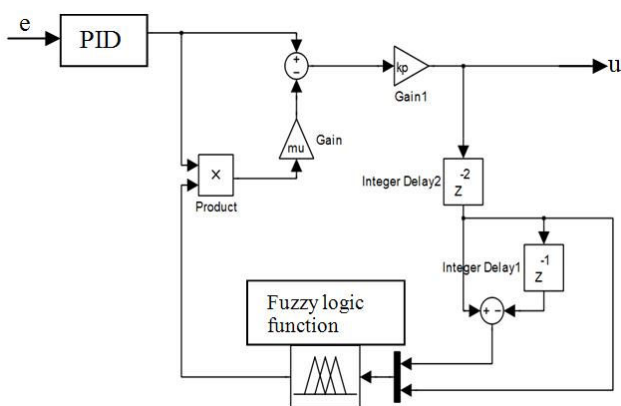 e
PID
+
−
kp
Gain1
u
mu
Gain
×
Product
Integer Delay2
-2
Z
Integer Delay1
-1
Z
+ −
Fuzzy logic
function